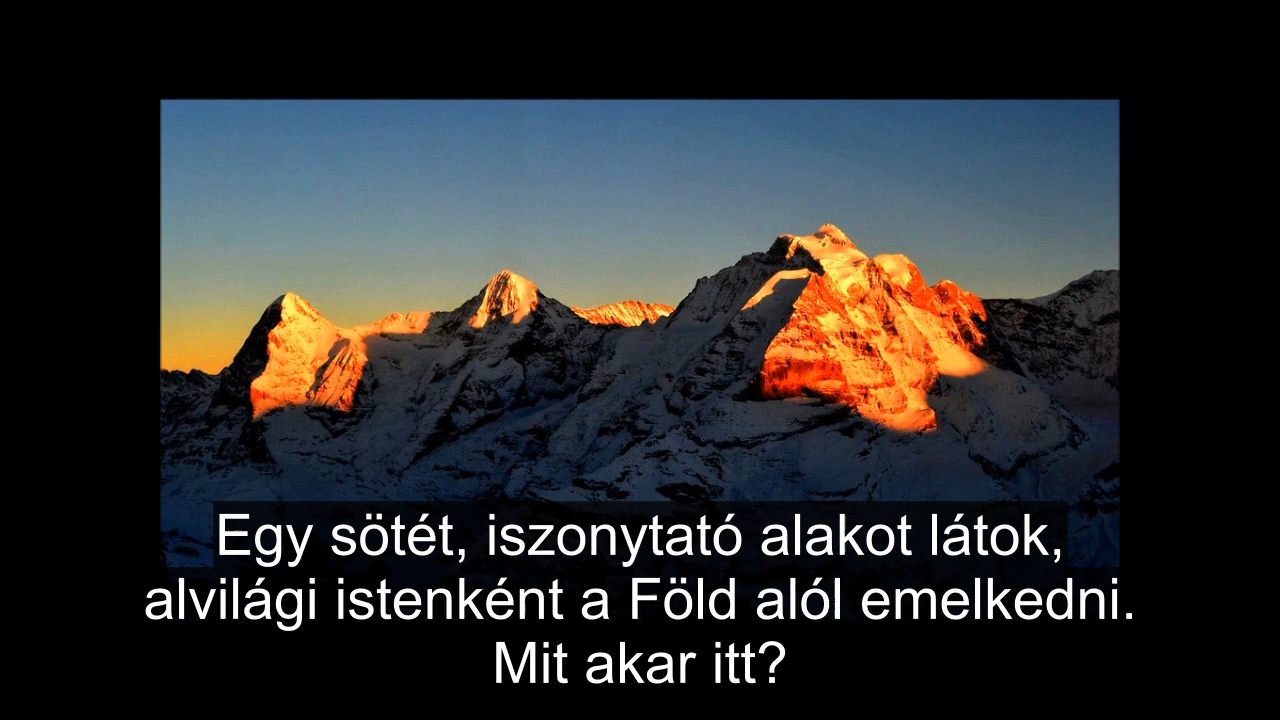 Egy sötét, iszonytató alakot látok,
alvilági istenként a Föld alól emelkedni.
Mit akar itt?